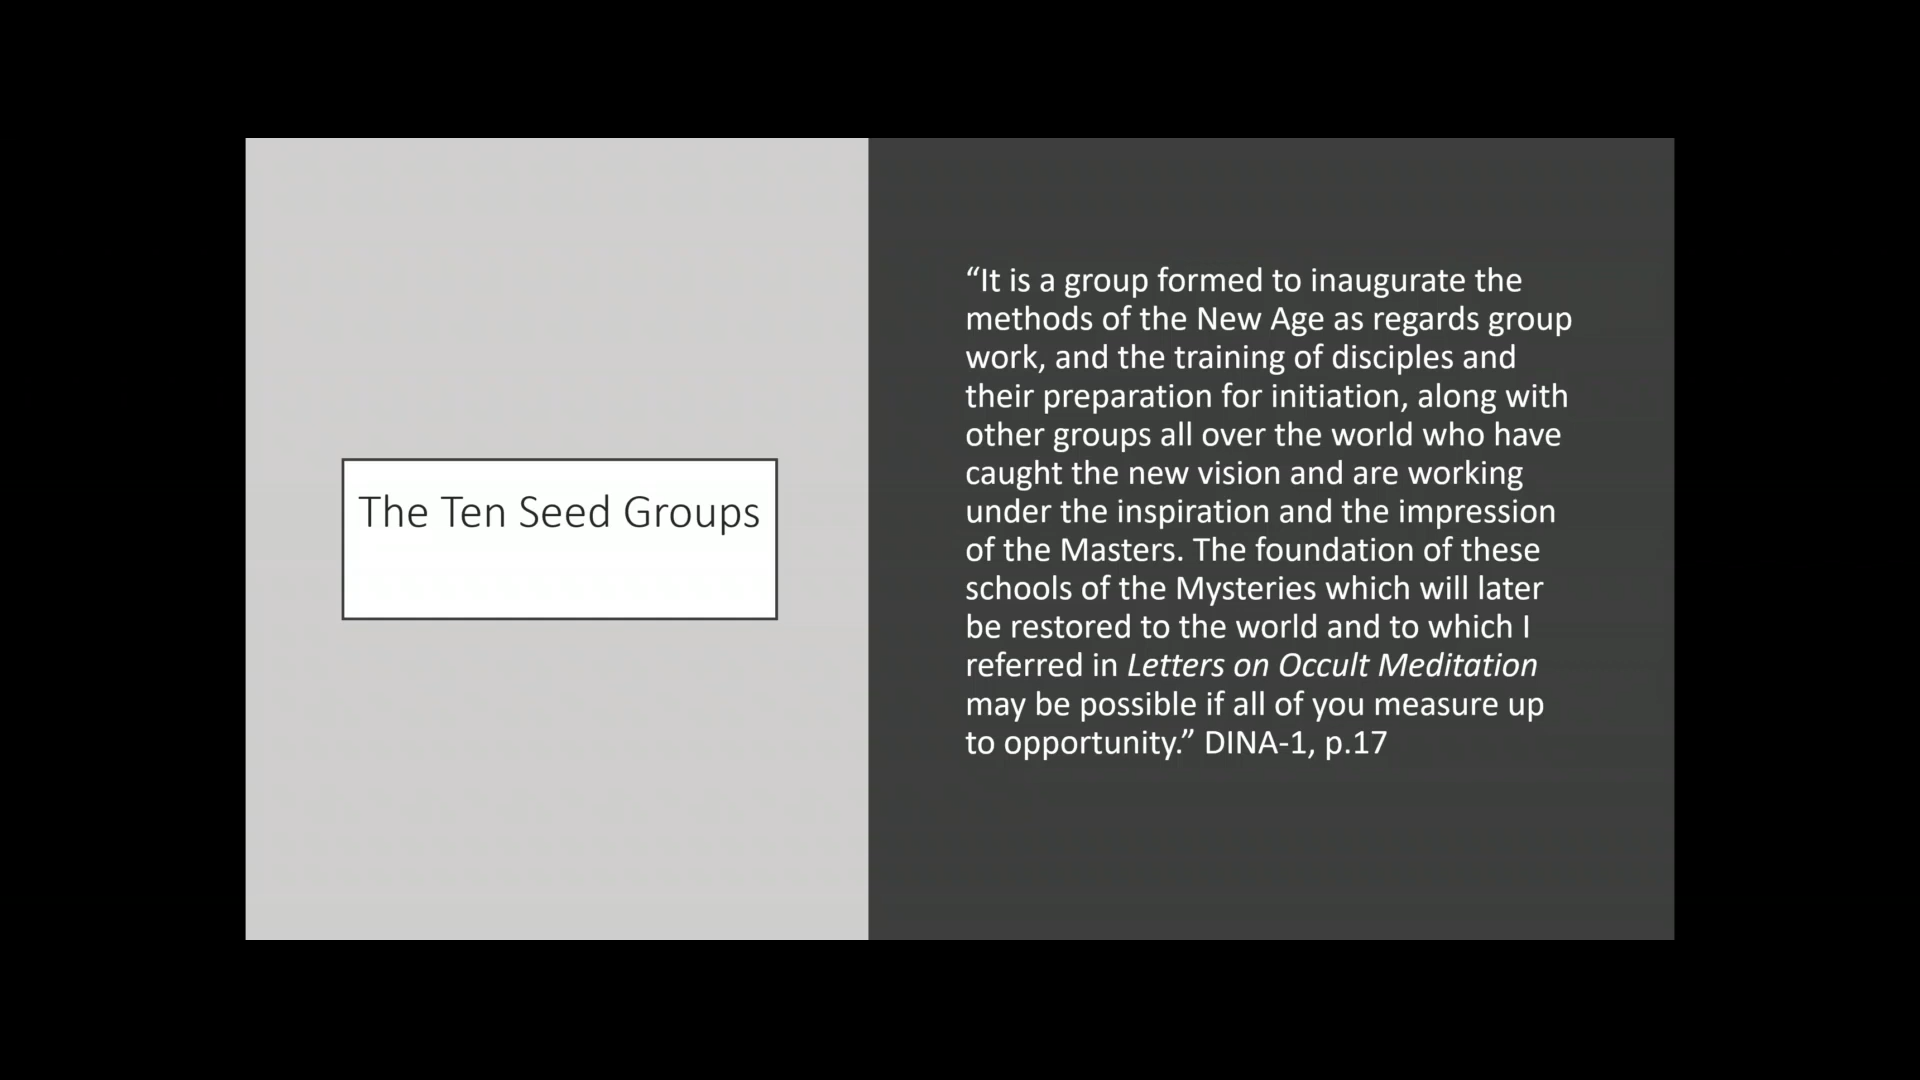 The Ten Seed Groups
“It is a group formed to inaugurate the
methods of the New Age as regards group
work, and the training of disciples and
their preparation for initiation, along with
other groups all over the world who have
caught the new vision and are working
under the inspiration and the impression
of the Masters. The foundation of these
schools of the Mysteries which will later
be restored to the world and to which I
referred in Letters on Occult Meditation
may be possible if all of you measure up
to opportunity.” DINA-1, p.17